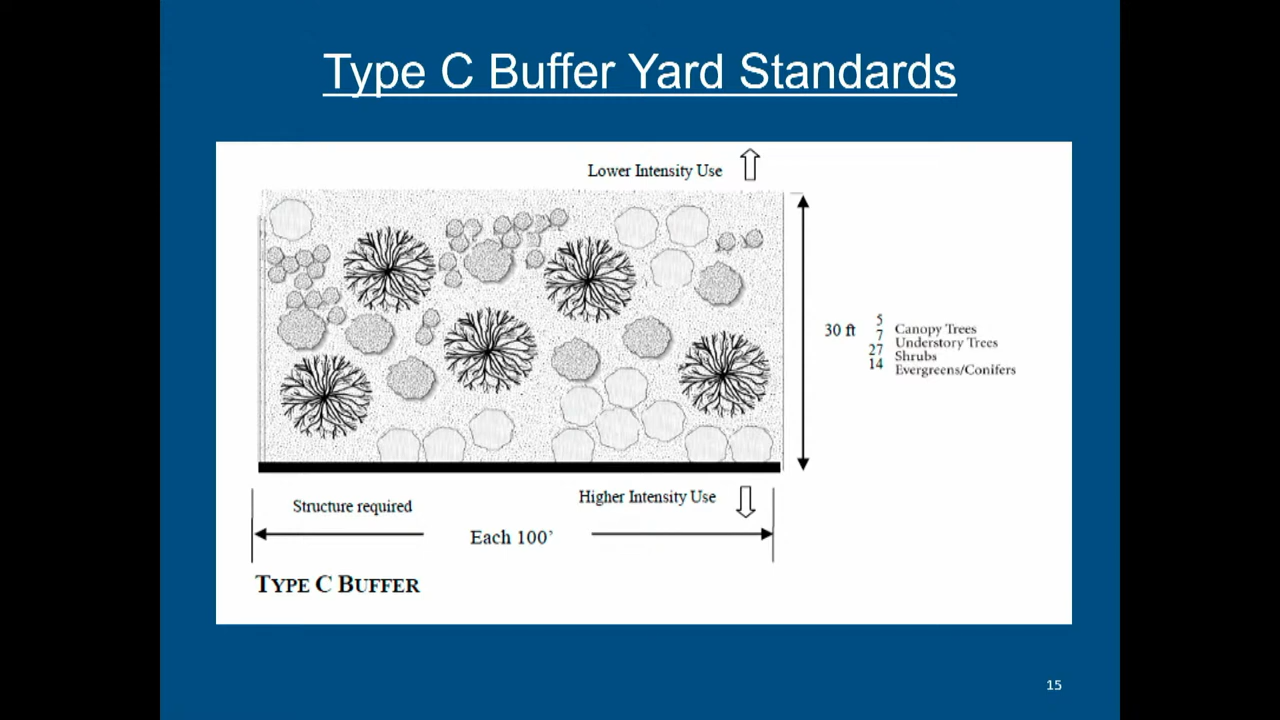 Type C Buffer Yard Standards
Lower Intensity Use
30 ft
5 Canopy Trees
7 Understory Trees
27 Shrubs
14 Evergreens/Conifers
Structure required
Higher Intensity Use
Each 100'
TYPE C BUFFER
15